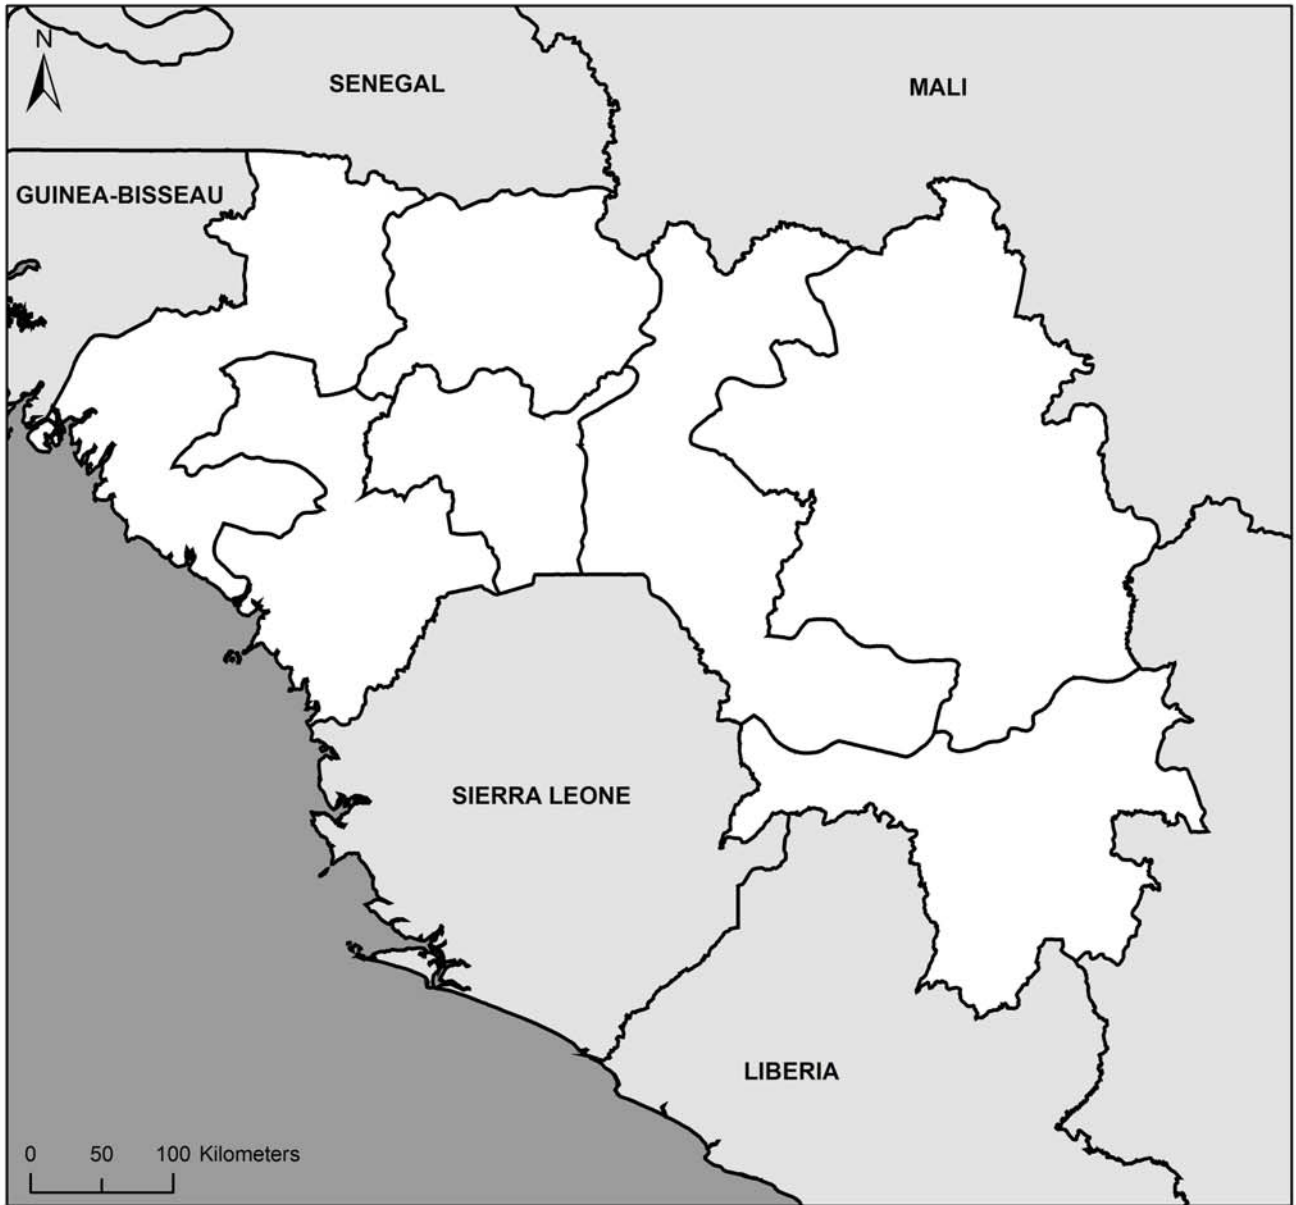 N
SENEGAL
MALI
GUINEA-BISSEAU
SIERRA LEONE
LIBERIA
0 50 100 Kilometers